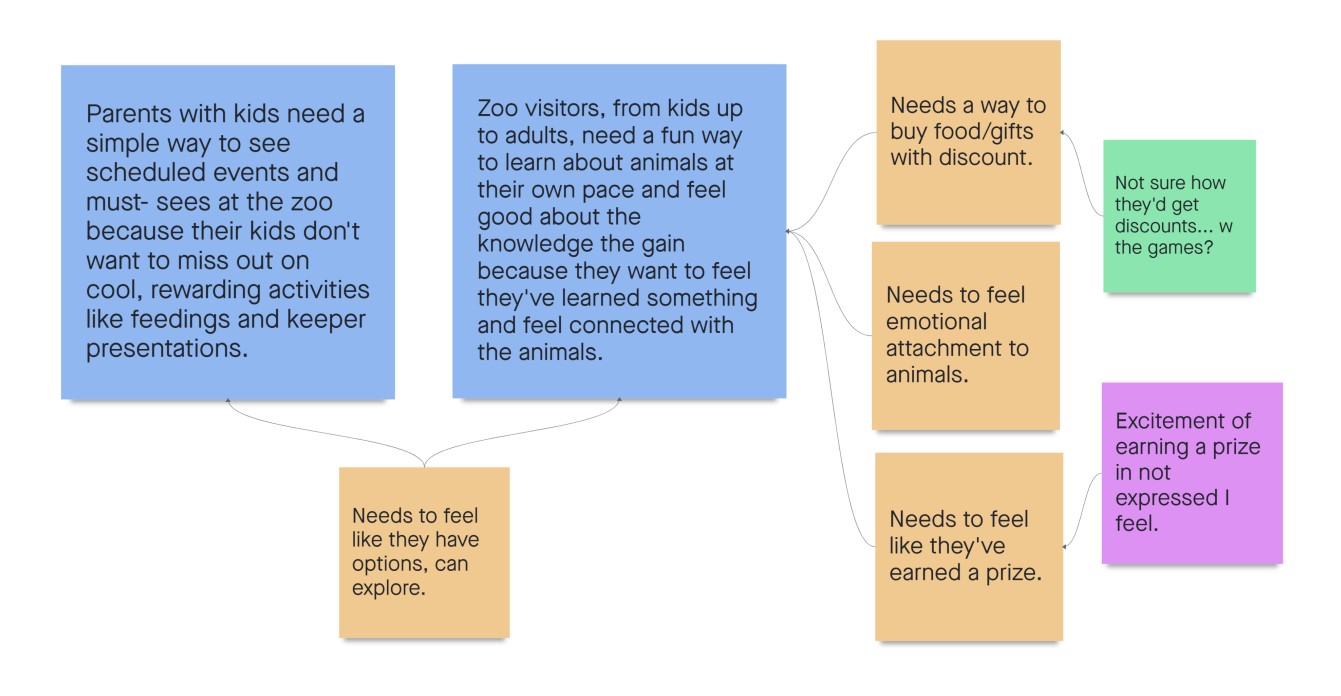 Parents with kids need a
simple way to see
scheduled events and
must- sees at the zoo
because their kids don't
want to miss out on
cool, rewarding activities
like feedings and keeper
presentations.
Zoo visitors, from kids up
to adults, need a fun way
to learn about animals at
their own pace and feel
good about the
knowledge the gain
because they want to feel
they've learned something
and feel connected with
the animals.
Needs a way to
buy food/gifts
with discount.
Not sure how
they'd get
discounts... w
the games?
Needs to feel
emotional
attachment to
animals.
Excitement of
earning a prize
in not
expressed I
feel.
Needs to feel
like they have
options, can
explore.
Needs to feel
like they've
earned a prize.